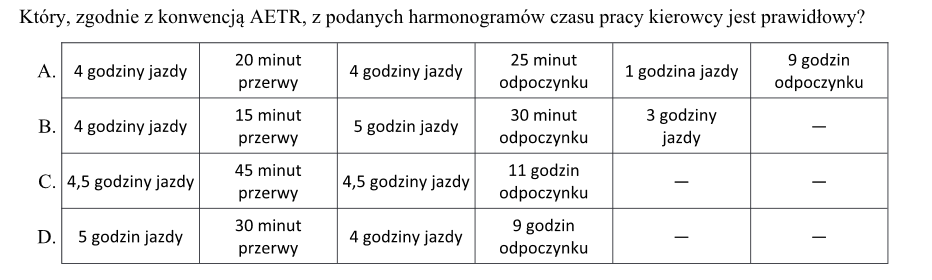 Który, zgodnie z konwencją AETR, z podanych harmonogramów czasu pracy kierowcy jest prawidłowy?
A. 4 godziny jazdy 20 minut przerwy 4 godziny jazdy 25 minut odpoczynku 1 godzina jazdy 9 godzin odpoczynku
B. 4 godziny jazdy 15 minut przerwy 5 godzin jazdy 30 minut odpoczynku 3 godziny jazdy —
C. 4,5 godziny jazdy 45 minut przerwy 4,5 godziny jazdy 11 godzin odpoczynku — —
D. 5 godzin jazdy 30 minut przerwy 4 godziny jazdy 9 godzin odpoczynku — —